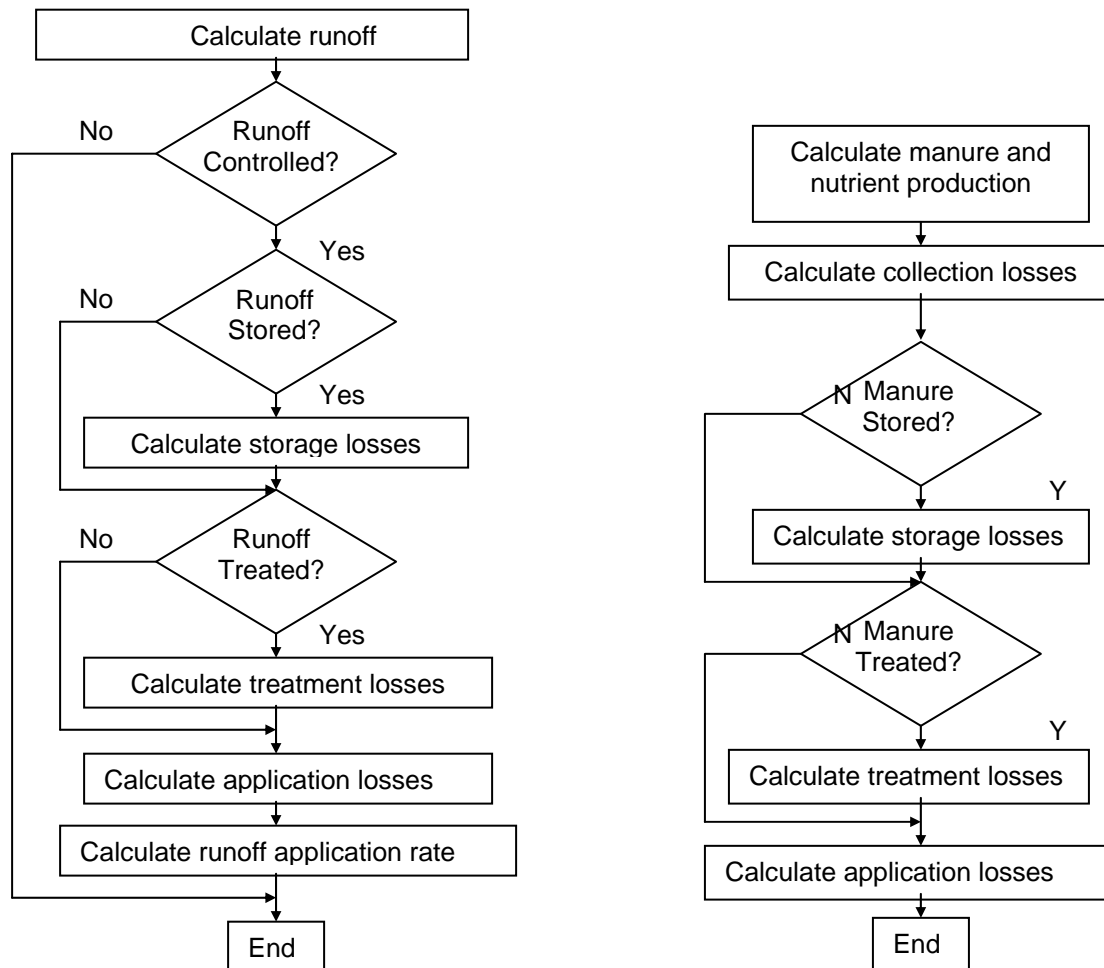 Calculate runoff
No
Runoff
Controlled?
Yes
No
Runoff
Stored?
Yes
Calculate storage losses
No
Runoff
Treated?
Yes
Calculate treatment losses
Calculate application losses
Calculate runoff application rate
End
Calculate manure and
nutrient production
Calculate collection losses
N
Manure
Stored?
Y
Calculate storage losses
N
Manure
Treated?
Y
Calculate treatment losses
Calculate application losses
End